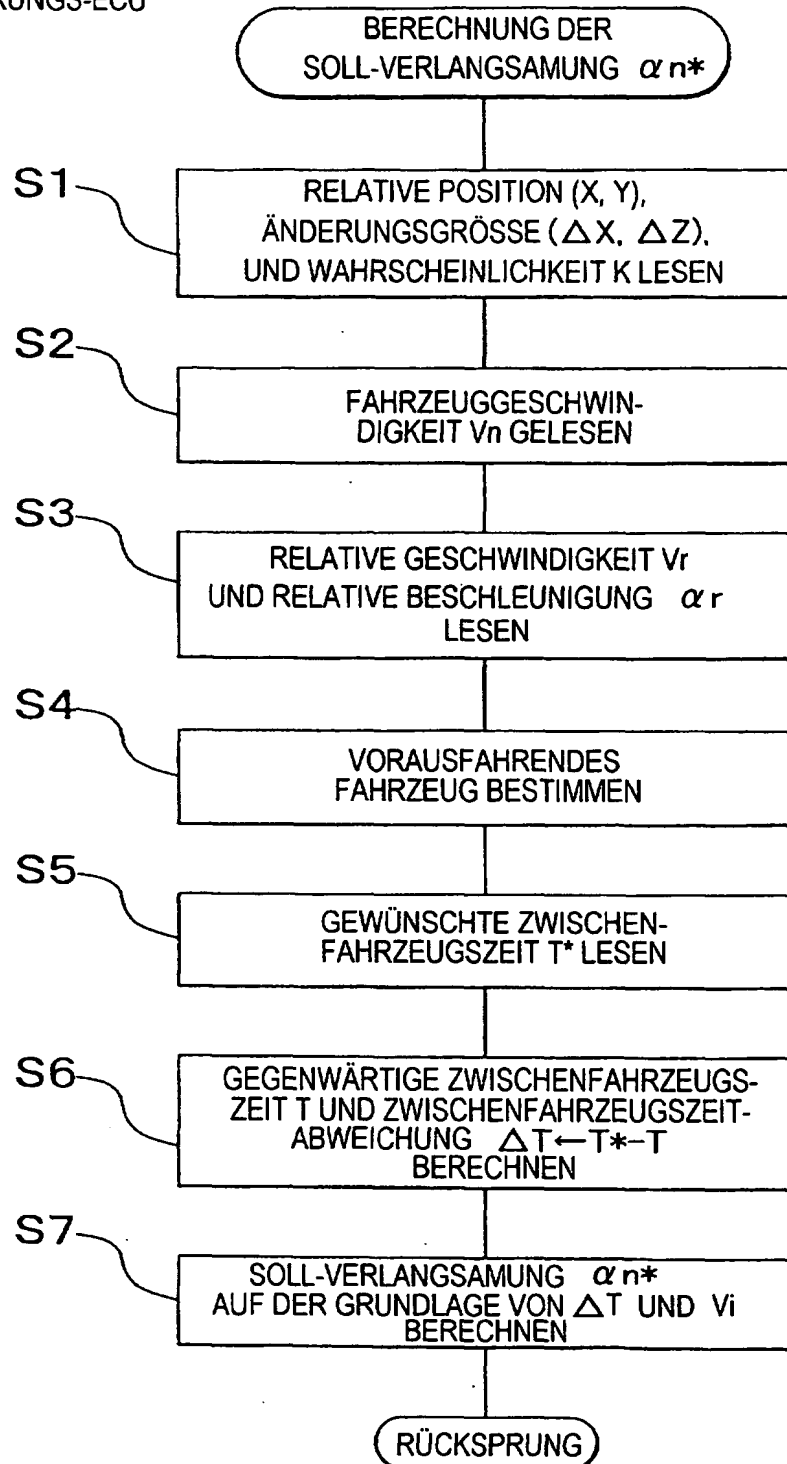 BERECHNUNG DER
SOLL-VERLANGSAMUNG αn*
S1
RELATIVE POSITION (X, Y),
ÄNDERUNGSGRÖSSE (△X, △Z),
UND WAHRSCHEINLICHKEIT K LESEN
S2
FAHRZEUGGESCHWIN-
DIGKEIT Vn GELESEN
S3
RELATIVE GESCHWINDIGKEIT Vr
UND RELATIVE BESCHLEUNIGUNG αr
LESEN
S4
VORAUSFAHRENDES
FAHRZEUG BESTIMMEN
S5
GEWÜNSCHTE ZWISCHEN-
FAHRZEUGSZEIT T* LESEN
S6
GEGENWÄRTIGE ZWISCHENFAHRZEUGS-
ZEIT T UND ZWISCHENFAHRZEUGSZEIT-
ABWEICHUNG △T←T*−T
BERECHNEN
S7
SOLL-VERLANGSAMUNG αn*
AUF DER GRUNDLAGE VON △T UND Vi
BERECHNEN
RÜCKSPRUNG